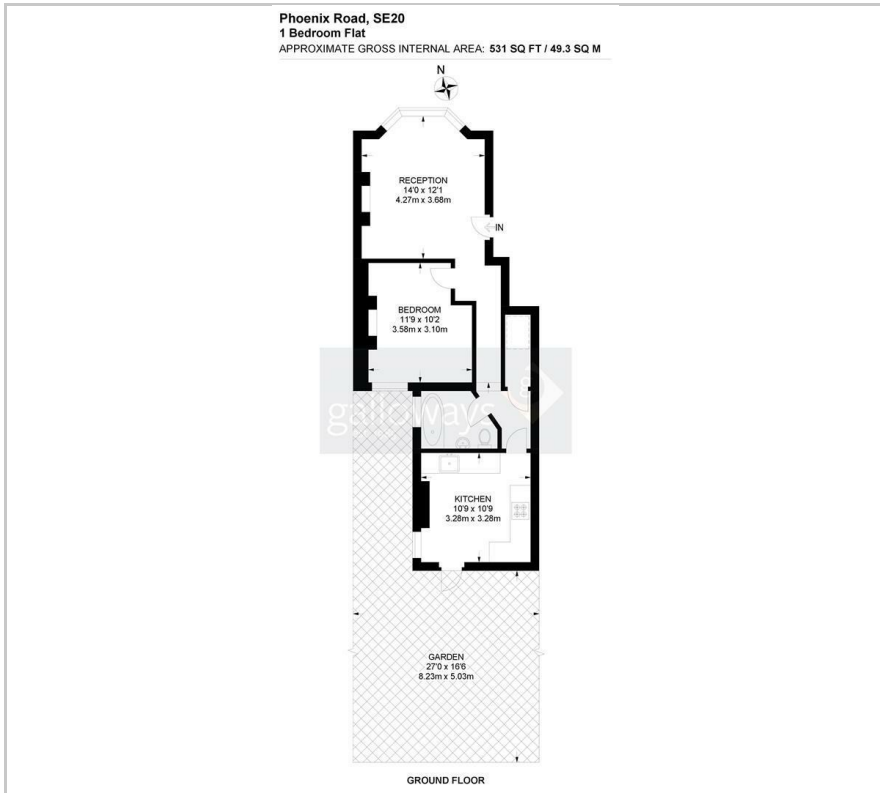 Phoenix Road, SE20
1 Bedroom Flat
APPROXIMATE GROSS INTERNAL AREA: 531 SQ FT / 49.3 SQ M
N
RECEPTION
14'0 x 12'1
4.27m x 3.68m
IN
BEDROOM
11'9 x 10'2
3.58m x 3.10m
galloways
KITCHEN
10'9 x 10'9
3.28m x 3.28m
GARDEN
27'0 x 16'6
8.23m x 5.03m
GROUND FLOOR